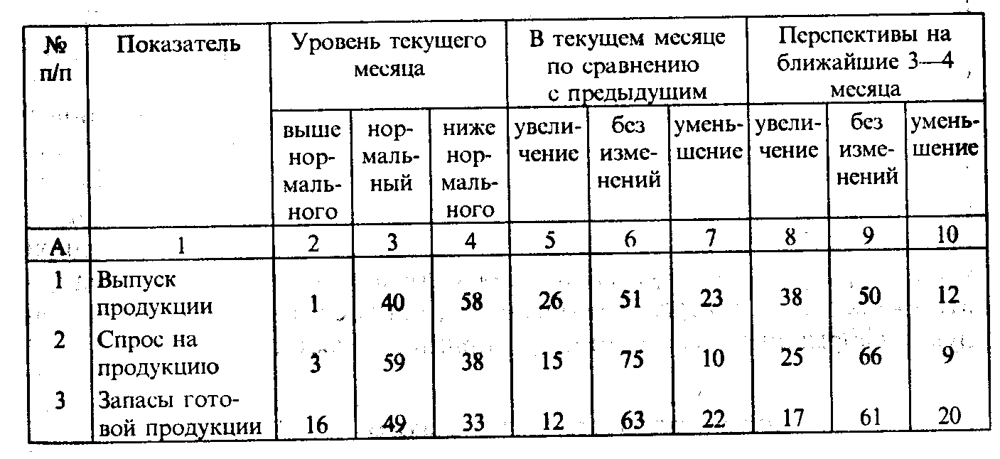 № п/п
Показатель
Уровень текущего
месяца
В текущем месяце
по сравнению
с предыдущим
Перспективы на
ближайшие 3—4
месяца
выше
нор-
маль-
ного
нор-
маль-
ный
ниже
нор-
маль-
ного
увели-
чение
без
изме-
нений
умень-
шение
увели-
чение
без
изме-
нений
умень-
шение
А 1 2 3 4 5 6 7 8 9 10
1 Выпуск
продукции 1 40 58 26 51 23 38 50 12
2 Спрос на
продукцию 3 59 38 15 75 10 25 66 9
3 Запасы гото-
вой продукции 16 49 33 12 63 22 17 61 20